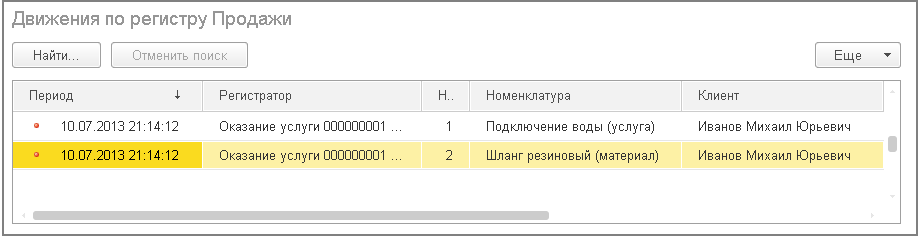 Движения по регистру Продажи
Найти... Отменить поиск Еще
Период Регистратор Н.. Номенклатура Клиент
10.07.2013 21:14:12 Оказание услуги 000000001 ... 1 Подключение воды (услуга) Иванов Михаил Юрьевич
10.07.2013 21:14:12 Оказание услуги 000000001 ... 2 Шланг резиновый (материал) Иванов Михаил Юрьевич